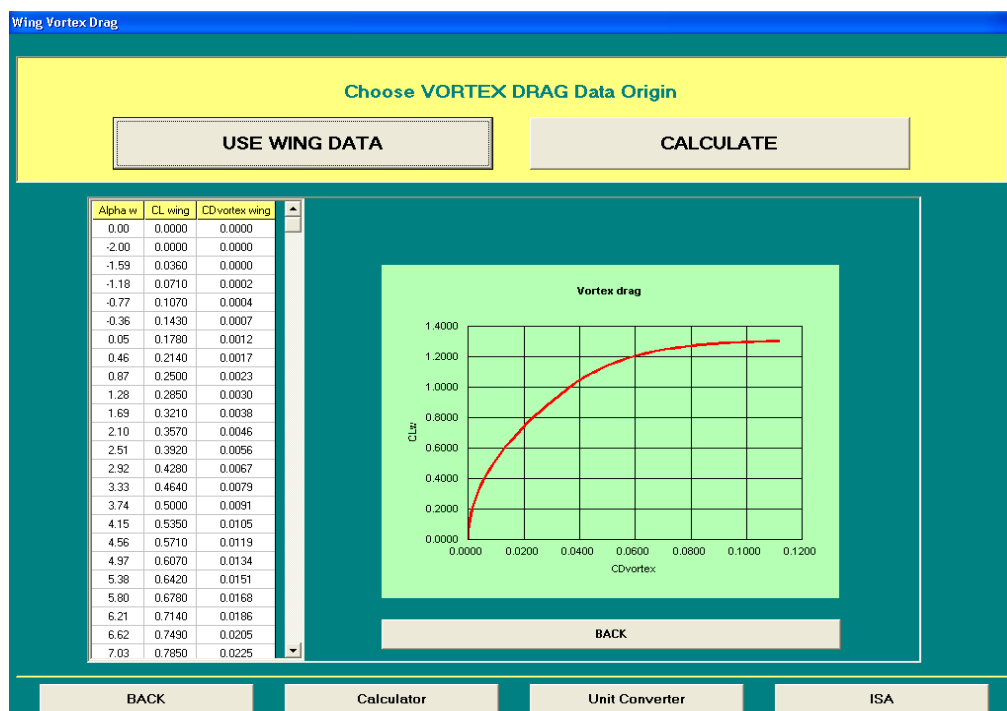 Wing Vortex Drag
Choose VORTEX DRAG Data Origin
USE WING DATA CALCULATE
Alpha w CL wing CDvortex wing
0.00 0.0000 0.0000
-2.00 0.0000 0.0000
-1.59 0.0360 0.0000
-1.18 0.0710 0.0002
-0.77 0.1070 0.0004
-0.36 0.1430 0.0007
0.05 0.1780 0.0012
0.46 0.2140 0.0017
0.87 0.2500 0.0023
1.28 0.2850 0.0030
1.69 0.3210 0.0038
2.10 0.3570 0.0046
2.51 0.3920 0.0056
2.92 0.4280 0.0067
3.33 0.4640 0.0079
3.74 0.5000 0.0091
4.15 0.5350 0.0105
4.56 0.5710 0.0119
4.97 0.6070 0.0134
5.38 0.6420 0.0151
5.80 0.6780 0.0168
6.21 0.7140 0.0186
6.62 0.7490 0.0205
7.03 0.7850 0.0225
Vortex drag
1.4000
1.2000
1.0000
0.8000
0.6000
0.4000
0.2000
0.0000
CLw
0.0000 0.0200 0.0400 0.0600 0.0800 0.1000 0.1200
CDvortex
BACK
BACK Calculator Unit Converter ISA